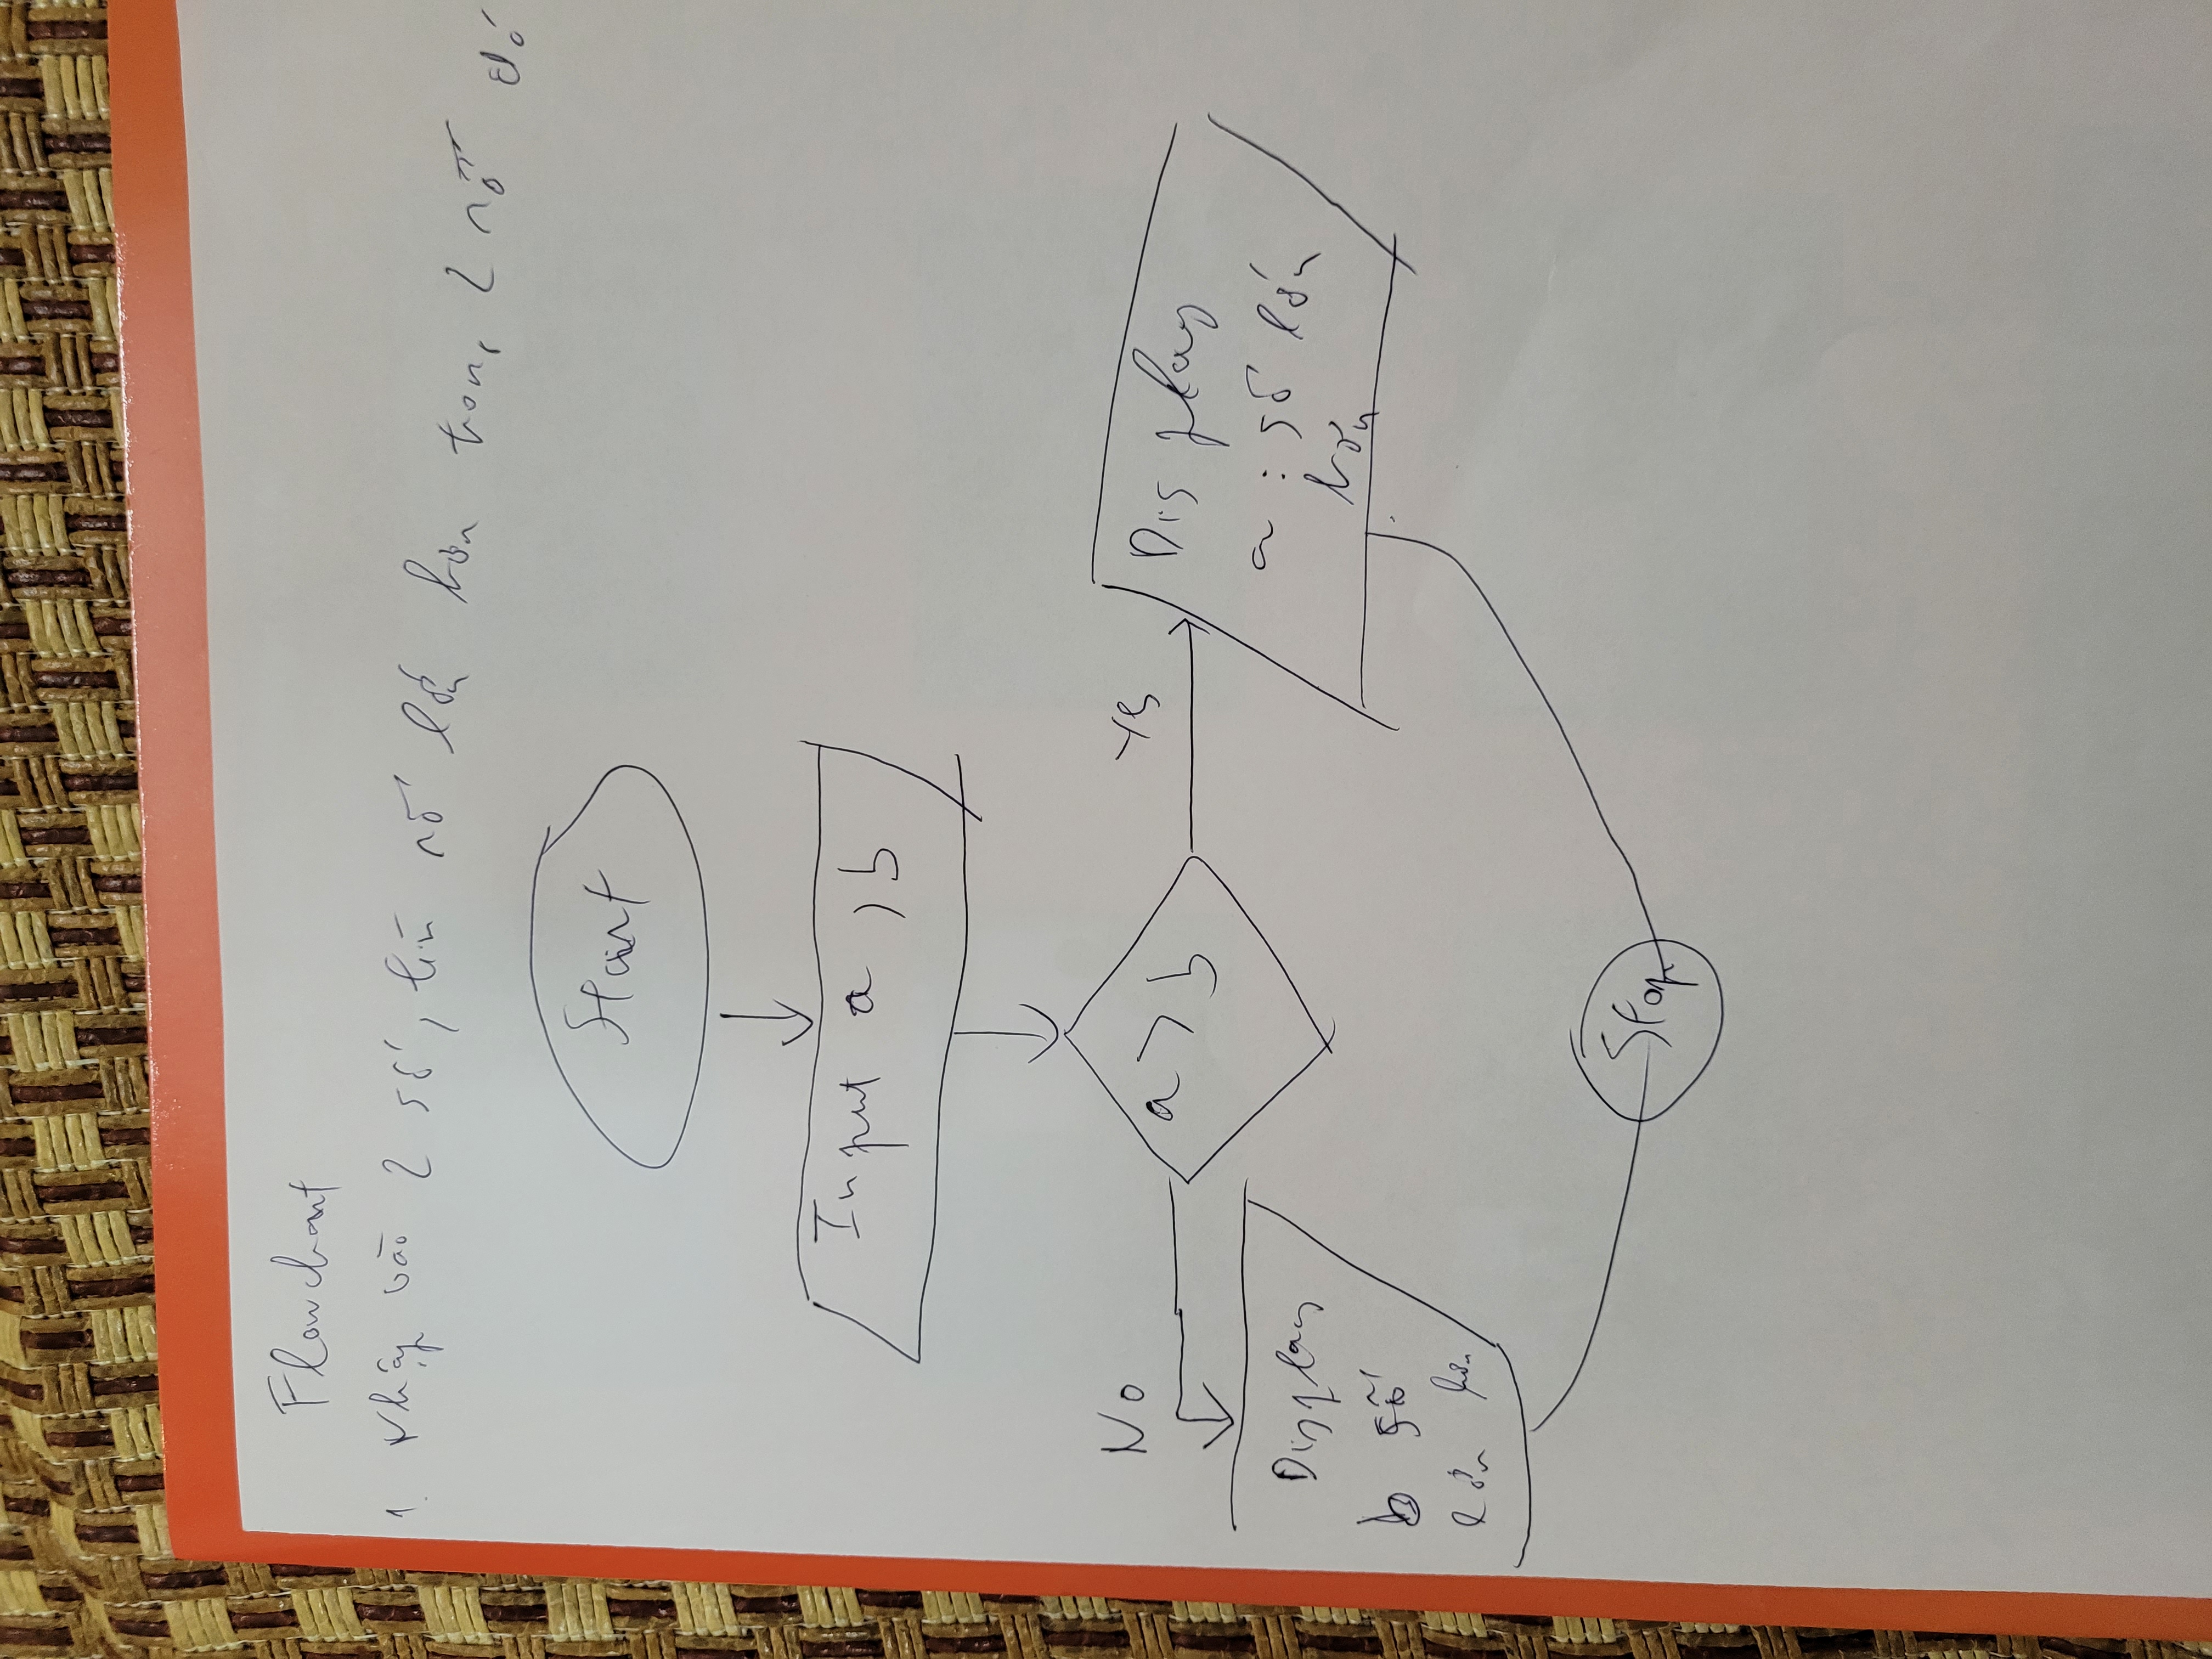 Flowchart
1. Nhập vào 2 số, tìm số lớn hơn trong 2 số đó
Start
Input a, b
a > b
No
Yes
Display
a : số lớn
hơn
Display
b số
lớn hơn
Stop